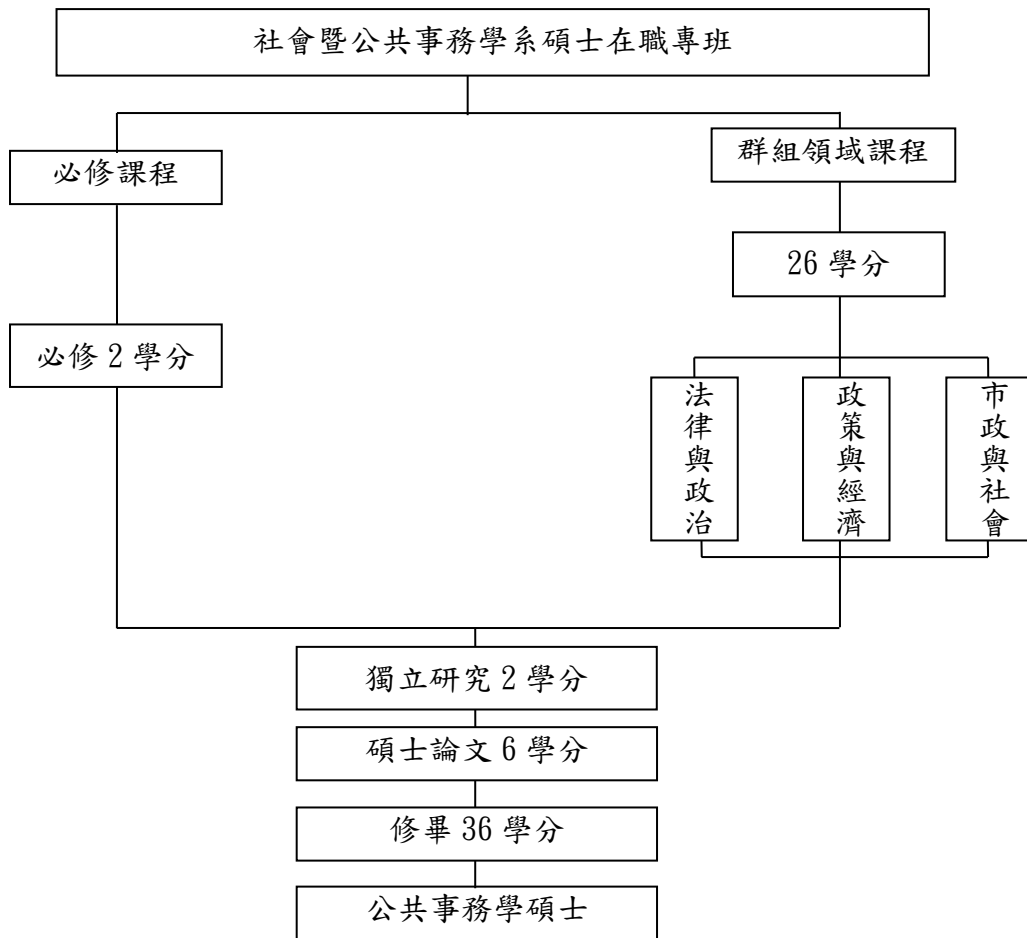 社會暨公共事務學系碩士在職專班
必修課程
群組領域課程
26 學分
必修 2 學分
法律與政治
政策與經濟
市政與社會
獨立研究 2 學分
碩士論文 6 學分
修畢 36 學分
公共事務學碩士